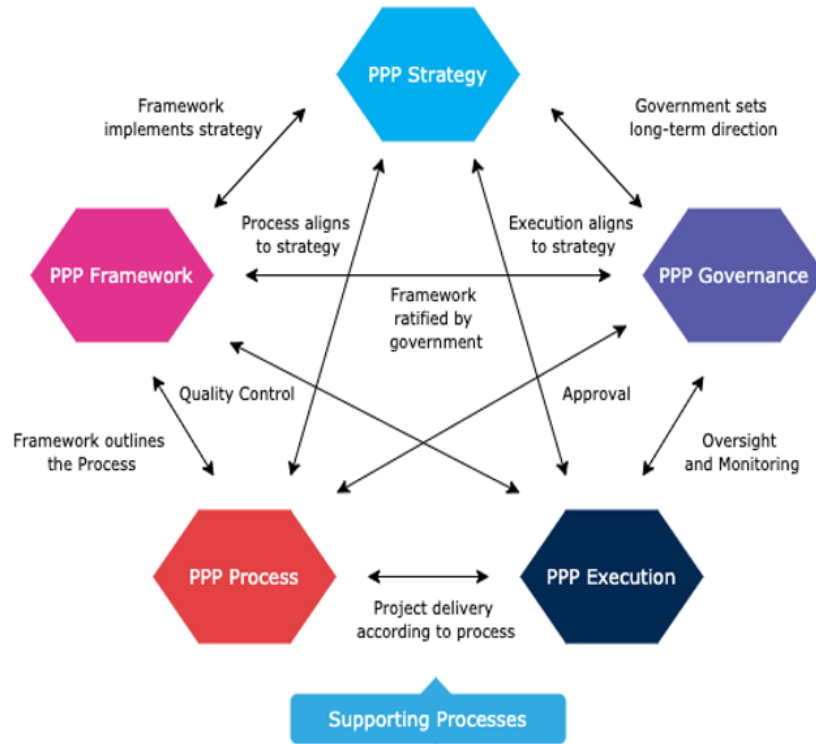 PPP Strategy
Framework
implements strategy
Government sets
long-term direction
Process aligns
to strategy
Execution aligns
to strategy
PPP Framework
PPP Governance
Framework
ratified by
government
Quality Control
Approval
Framework outlines
the Process
Oversight
and Monitoring
PPP Process
PPP Execution
Project delivery
according to process
Supporting Processes